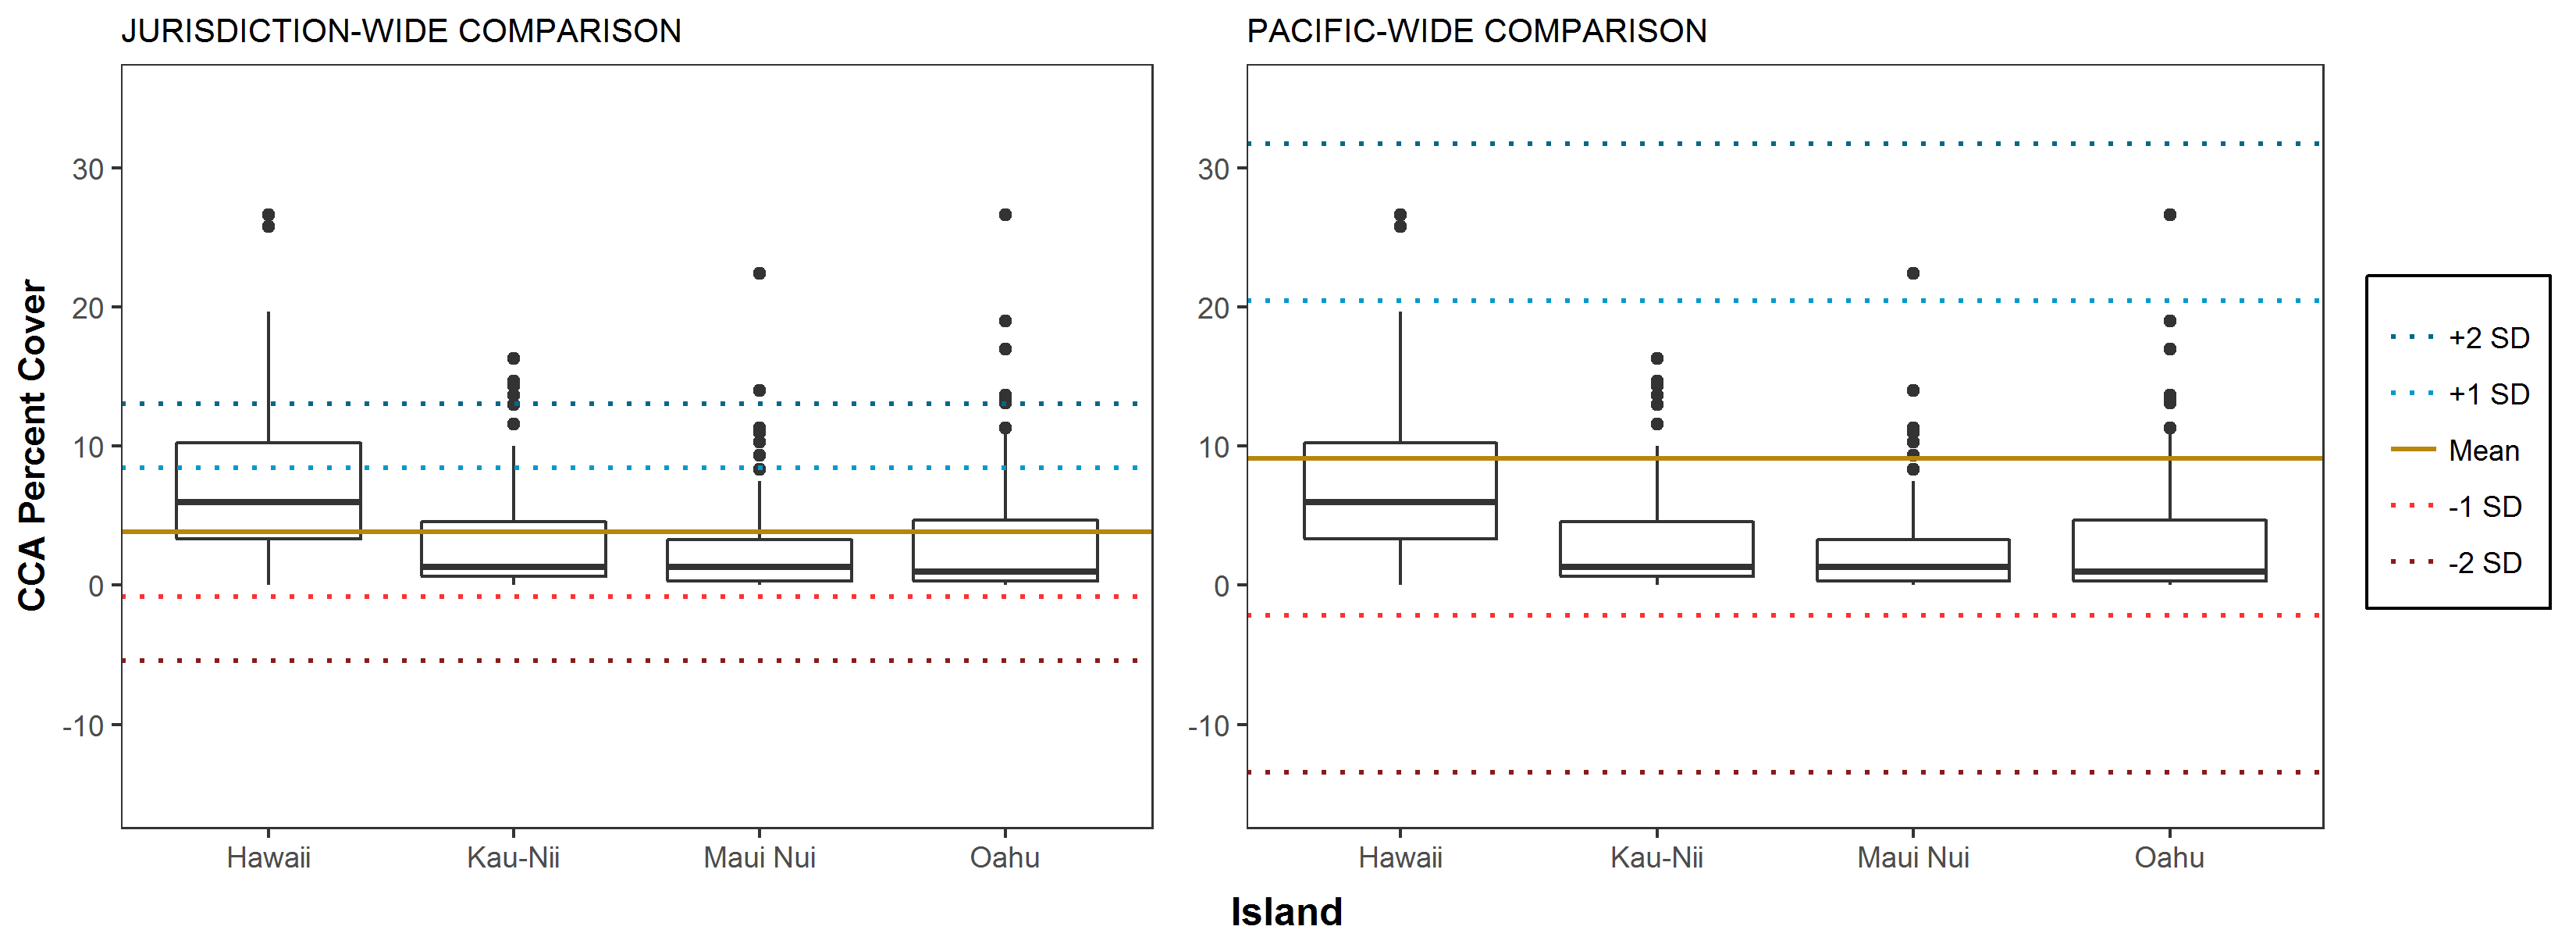 JURISDICTION-WIDE COMPARISON
PACIFIC-WIDE COMPARISON
CCA Percent Cover
30
20
10
0
-10
30
20
10
0
-10
Hawaii
Kau-Nii
Maui Nui
Oahu
Hawaii
Kau-Nii
Maui Nui
Oahu
Island
+2 SD
+1 SD
Mean
-1 SD
-2 SD